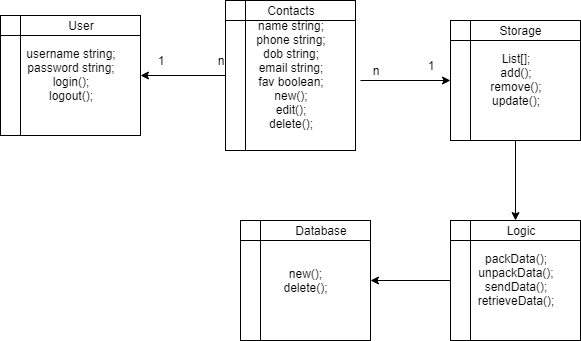 User
username string;
password string;
login();
logout();
1
n
Contacts
name string;
phone string;
dob string;
email string;
fav boolean;
new();
edit();
delete();
n
1
Storage
List[];
add();
remove();
update();
Database
new();
delete();
Logic
packData();
unpackData();
sendData();
retrieveData();